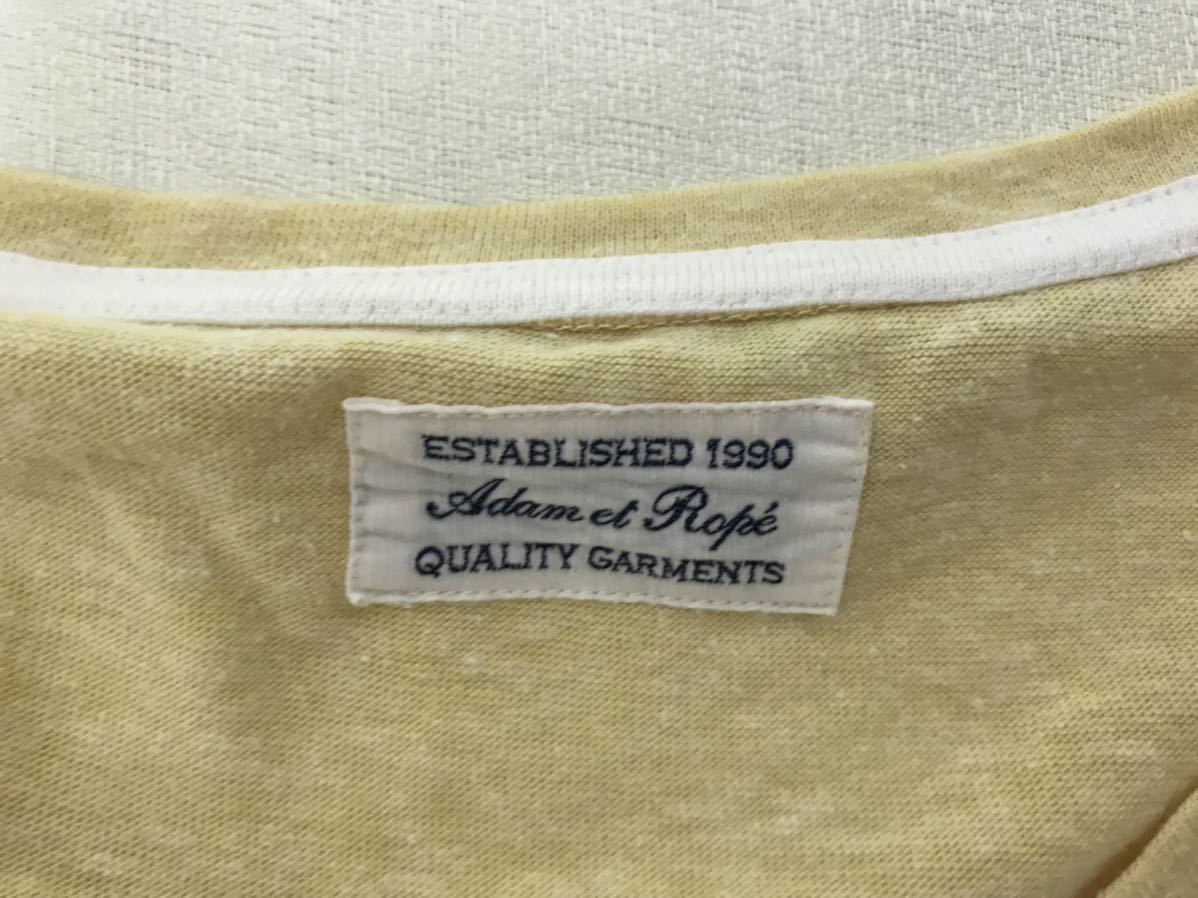 ESTABLISHED 1990
Adam et Ropé
QUALITY GARMENTS